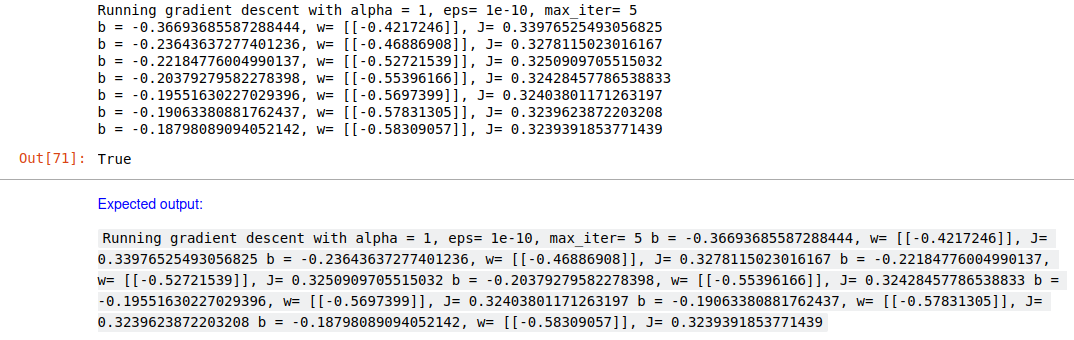 Running gradient descent with alpha = 1, eps= 1e-10, max_iter= 5
b = -0.36693685587288444, w= [[-0.4217246]], J= 0.33976525493056825
b = -0.23643637277401236, w= [[-0.46886908]], J= 0.3278115023016167
b = -0.22184776004990137, w= [[-0.52721539]], J= 0.3250909705515032
b = -0.20379279582278398, w= [[-0.55396166]], J= 0.32428457786538833
b = -0.19551630227029396, w= [[-0.5697399]], J= 0.32403801171263197
b = -0.19063380881762437, w= [[-0.57831305]], J= 0.3239623872203208
b = -0.18798089094052142, w= [[-0.58309057]], J= 0.3239391853771439
Out[71]: True
Expected output:
Running gradient descent with alpha = 1, eps= 1e-10, max_iter= 5 b = -0.36693685587288444, w= [[-0.4217246]], J=
0.33976525493056825 b = -0.23643637277401236, w= [[-0.46886908]], J= 0.3278115023016167 b = -0.22184776004990137,
w= [[-0.52721539]], J= 0.3250909705515032 b = -0.20379279582278398, w= [[-0.55396166]], J= 0.32428457786538833 b =
-0.19551630227029396, w= [[-0.5697399]], J= 0.32403801171263197 b = -0.19063380881762437, w= [[-0.57831305]], J=
0.3239623872203208 b = -0.18798089094052142, w= [[-0.58309057]], J= 0.3239391853771439